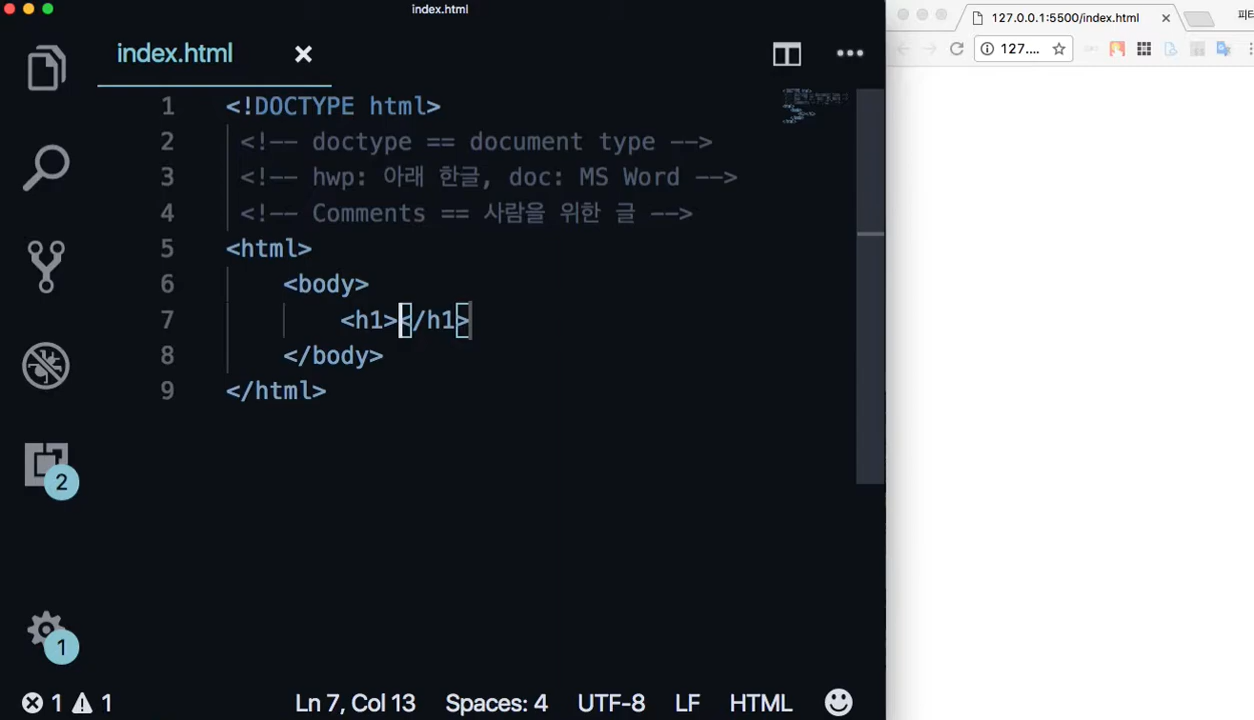 index.html
127.0.0.1:5500/index.html
피터
127....
index.html
1 <!DOCTYPE html>
2 <!-- doctype == document type -->
3 <!-- hwp: 아래 한글, doc: MS Word -->
4 <!-- Comments == 사람을 위한 글 -->
5 <html>
6 <body>
7 <h1></h1>
8 </body>
9 </html>
2
1
1 1 Ln 7, Col 13 Spaces: 4 UTF-8 LF HTML